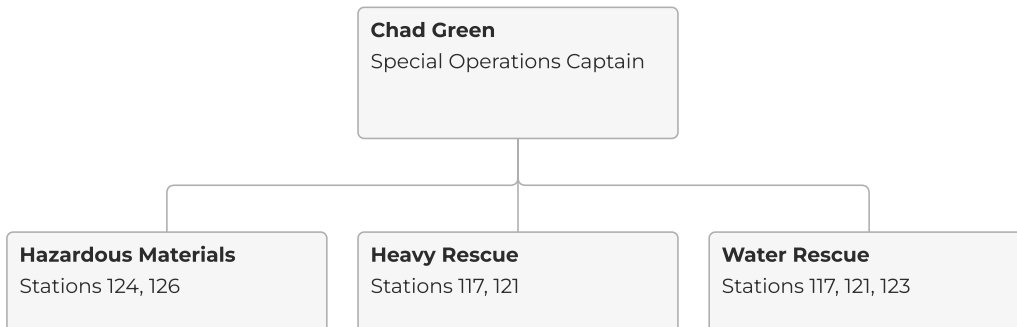 Chad Green
Special Operations Captain
Hazardous Materials
Stations 124, 126
Heavy Rescue
Stations 117, 121
Water Rescue
Stations 117, 121, 123